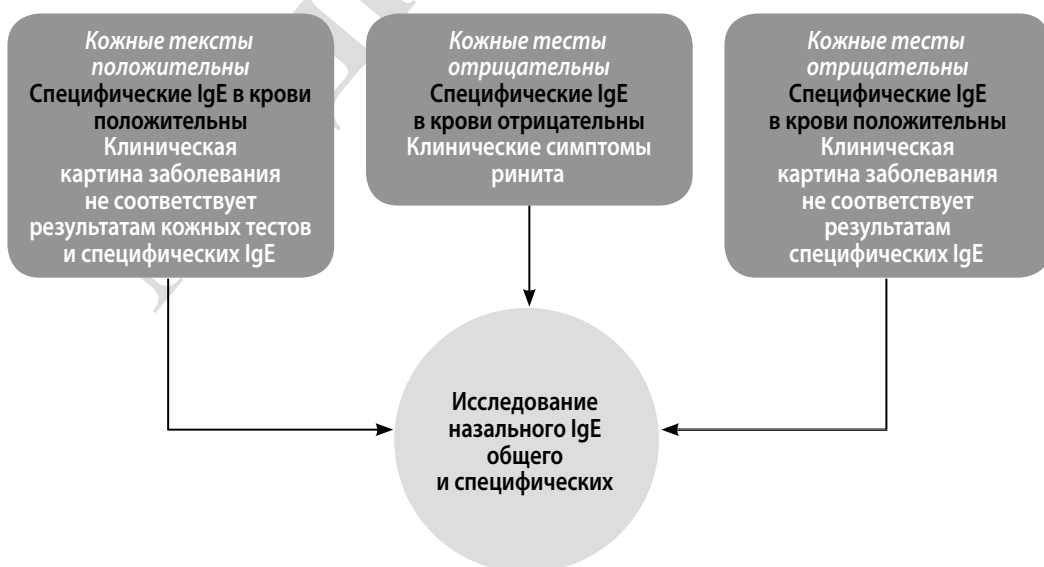 Кожные тексты
положительны
Специфические IgE в крови
положительны
Клиническая
картина заболевания
не соответствует
результатам кожных тестов
и специфических IgE
Кожные тесты
отрицательны
Специфические IgE
в крови отрицательны
Клинические симптомы
ринита
Кожные тесты
отрицательны
Специфические IgE
в крови положительны
Клиническая
картина заболевания
не соответствует
результатам
специфических IgE
Исследование
назального IgE
общего
и специфических